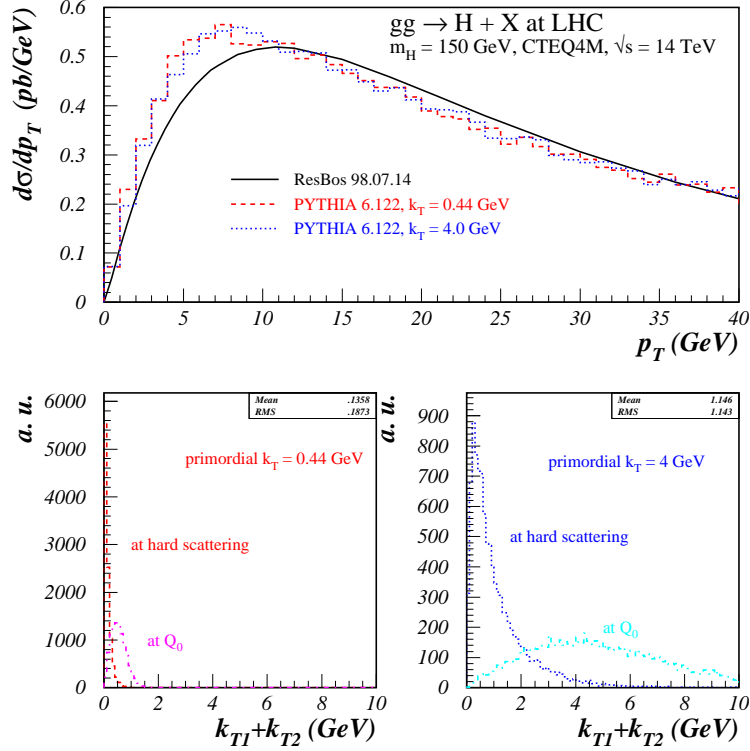 gg → H + X at LHC
m_H = 150 GeV, CTEQ4M, √s = 14 TeV
dσ/dp_T (pb/GeV)
0.6
0.5
0.4
0.3
0.2
0.1
0
ResBos 98.07.14
PYTHIA 6.122, k_T = 0.44 GeV
PYTHIA 6.122, k_T = 4.0 GeV
0 5 10 15 20 25 30 35 40
p_T (GeV)
a. u.
6000
5000
4000
3000
2000
1000
0
Mean .1358
RMS .1873
primordial k_T = 0.44 GeV
at hard scattering
at Q_0
0 2 4 6 8 10
k_T1+k_T2 (GeV)
a. u.
900
800
700
600
500
400
300
200
100
0
Mean 1.146
RMS 1.143
primordial k_T = 4 GeV
at hard scattering
at Q_0
0 2 4 6 8 10
k_T1+k_T2 (GeV)